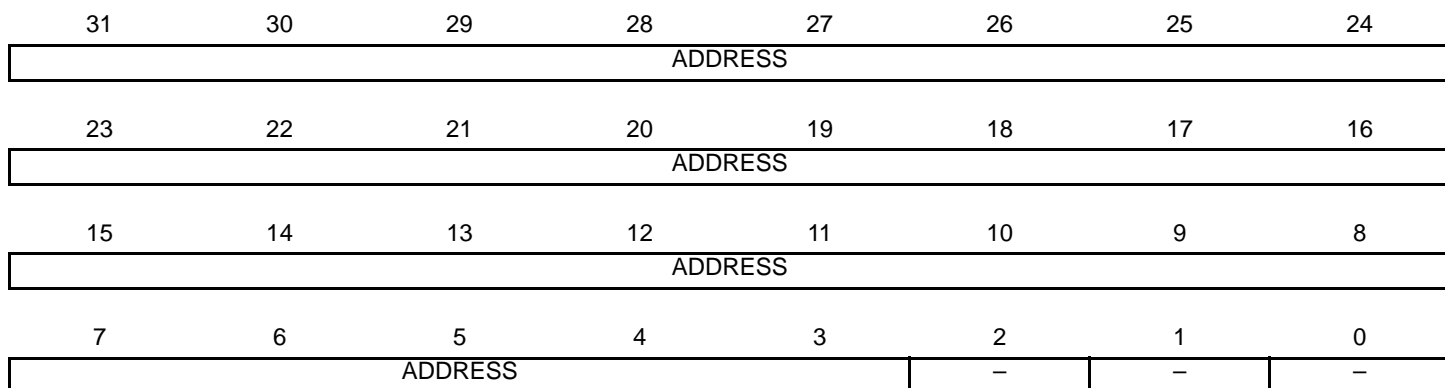 31 30 29 28 27 26 25 24
ADDRESS
23 22 21 20 19 18 17 16
ADDRESS
15 14 13 12 11 10 9 8
ADDRESS
7 6 5 4 3 2 1 0
ADDRESS – – –